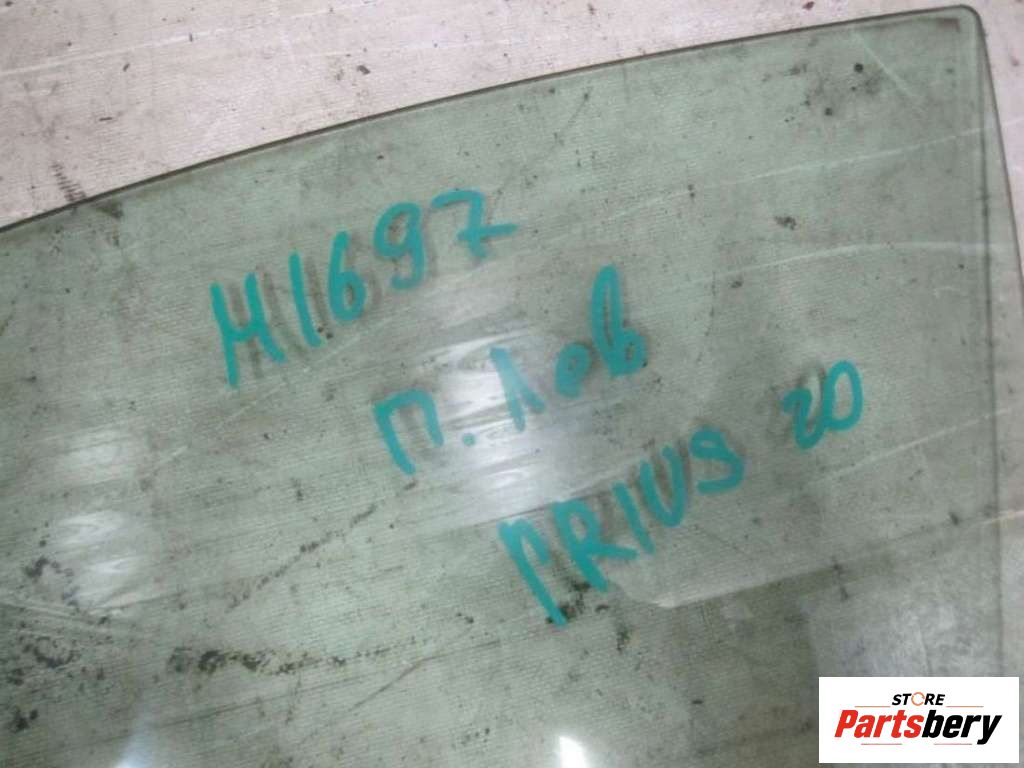 H1697
П. Лев
PRIUS 20
STORE
Partsbery